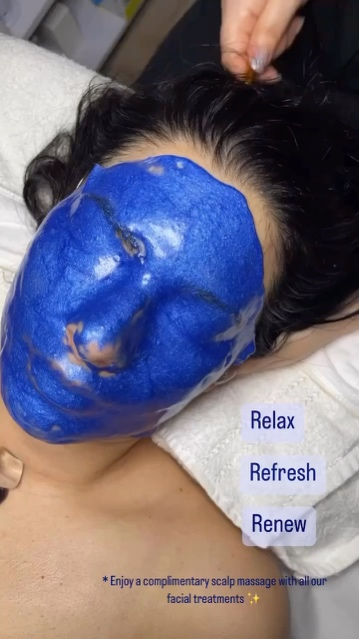 Relax
Refresh
Renew
* Enjoy a complimentary scalp massage with all our
facial treatments ✨